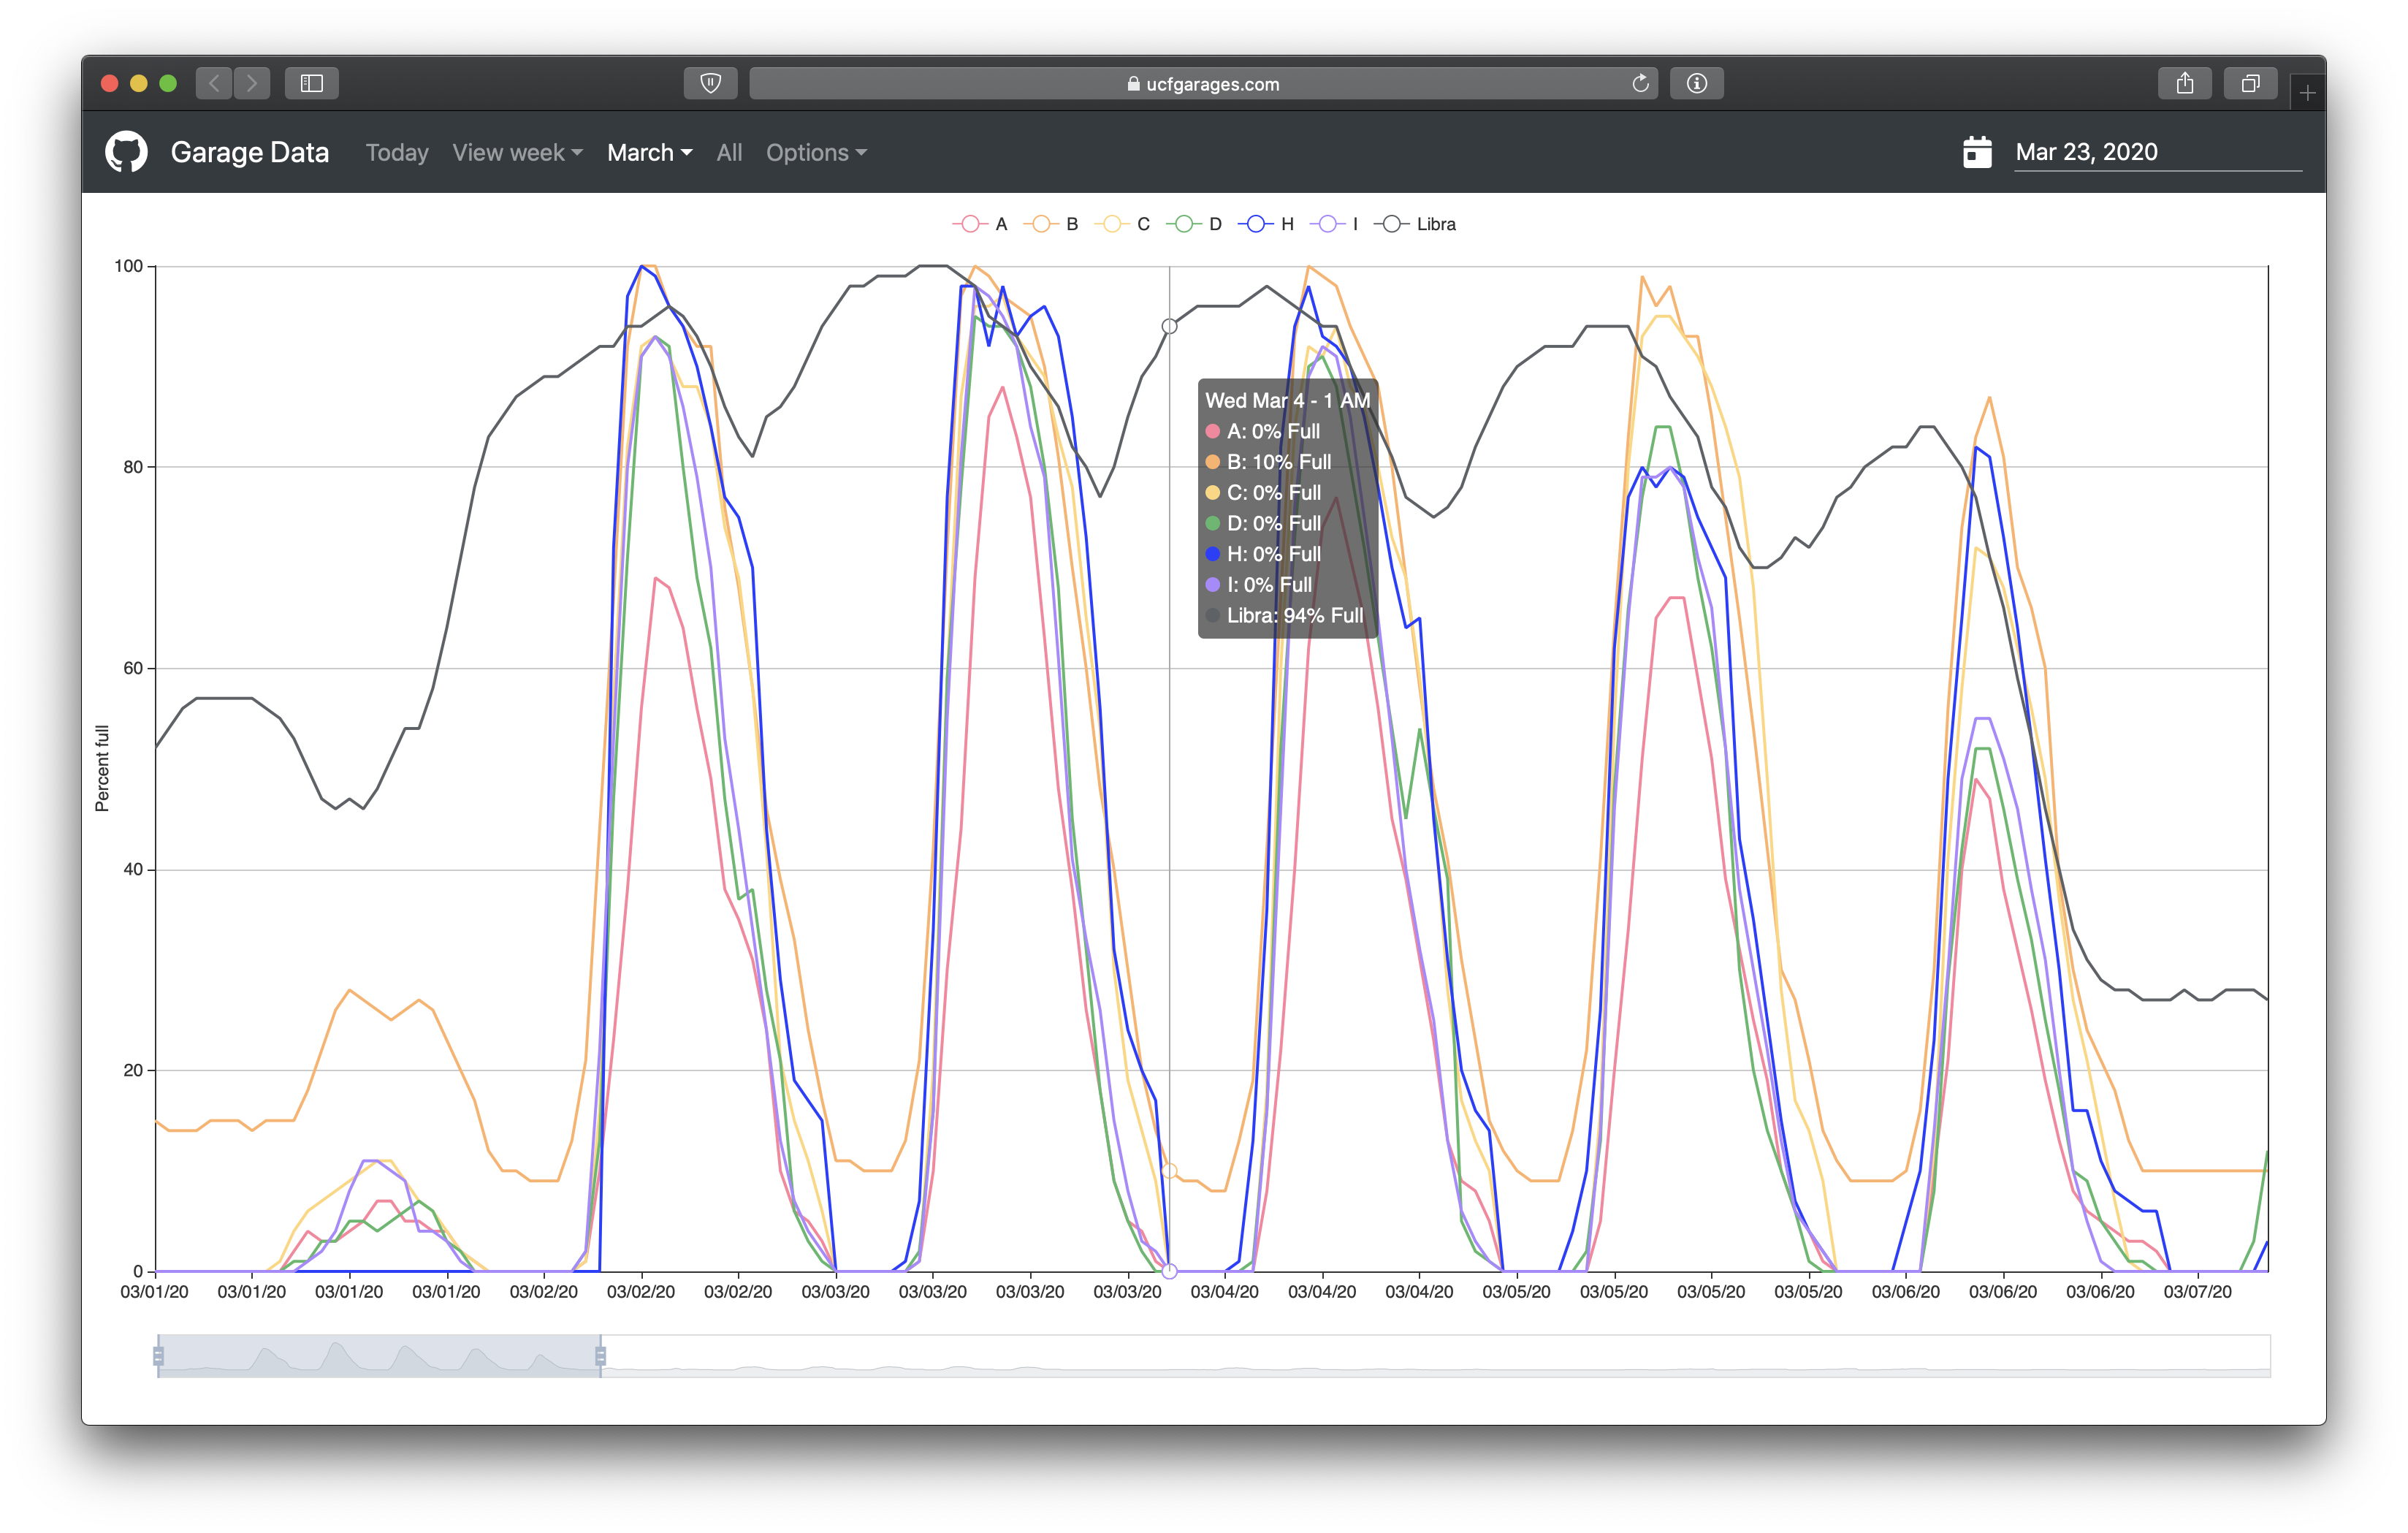 ucfgarages.com
Garage Data Today View week March All Options Mar 23, 2020
A B C D H I Libra
100
80
60
40
20
0
Percent full
Wed Mar 4 - 1 AM
A: 0% Full
B: 10% Full
C: 0% Full
D: 0% Full
H: 0% Full
I: 0% Full
Libra: 94% Full
03/01/20 03/01/20 03/01/20 03/01/20 03/02/20 03/02/20 03/02/20 03/03/20 03/03/20 03/03/20 03/03/20 03/04/20 03/04/20 03/04/20 03/05/20 03/05/20 03/05/20 03/05/20 03/06/20 03/06/20 03/06/20 03/07/20